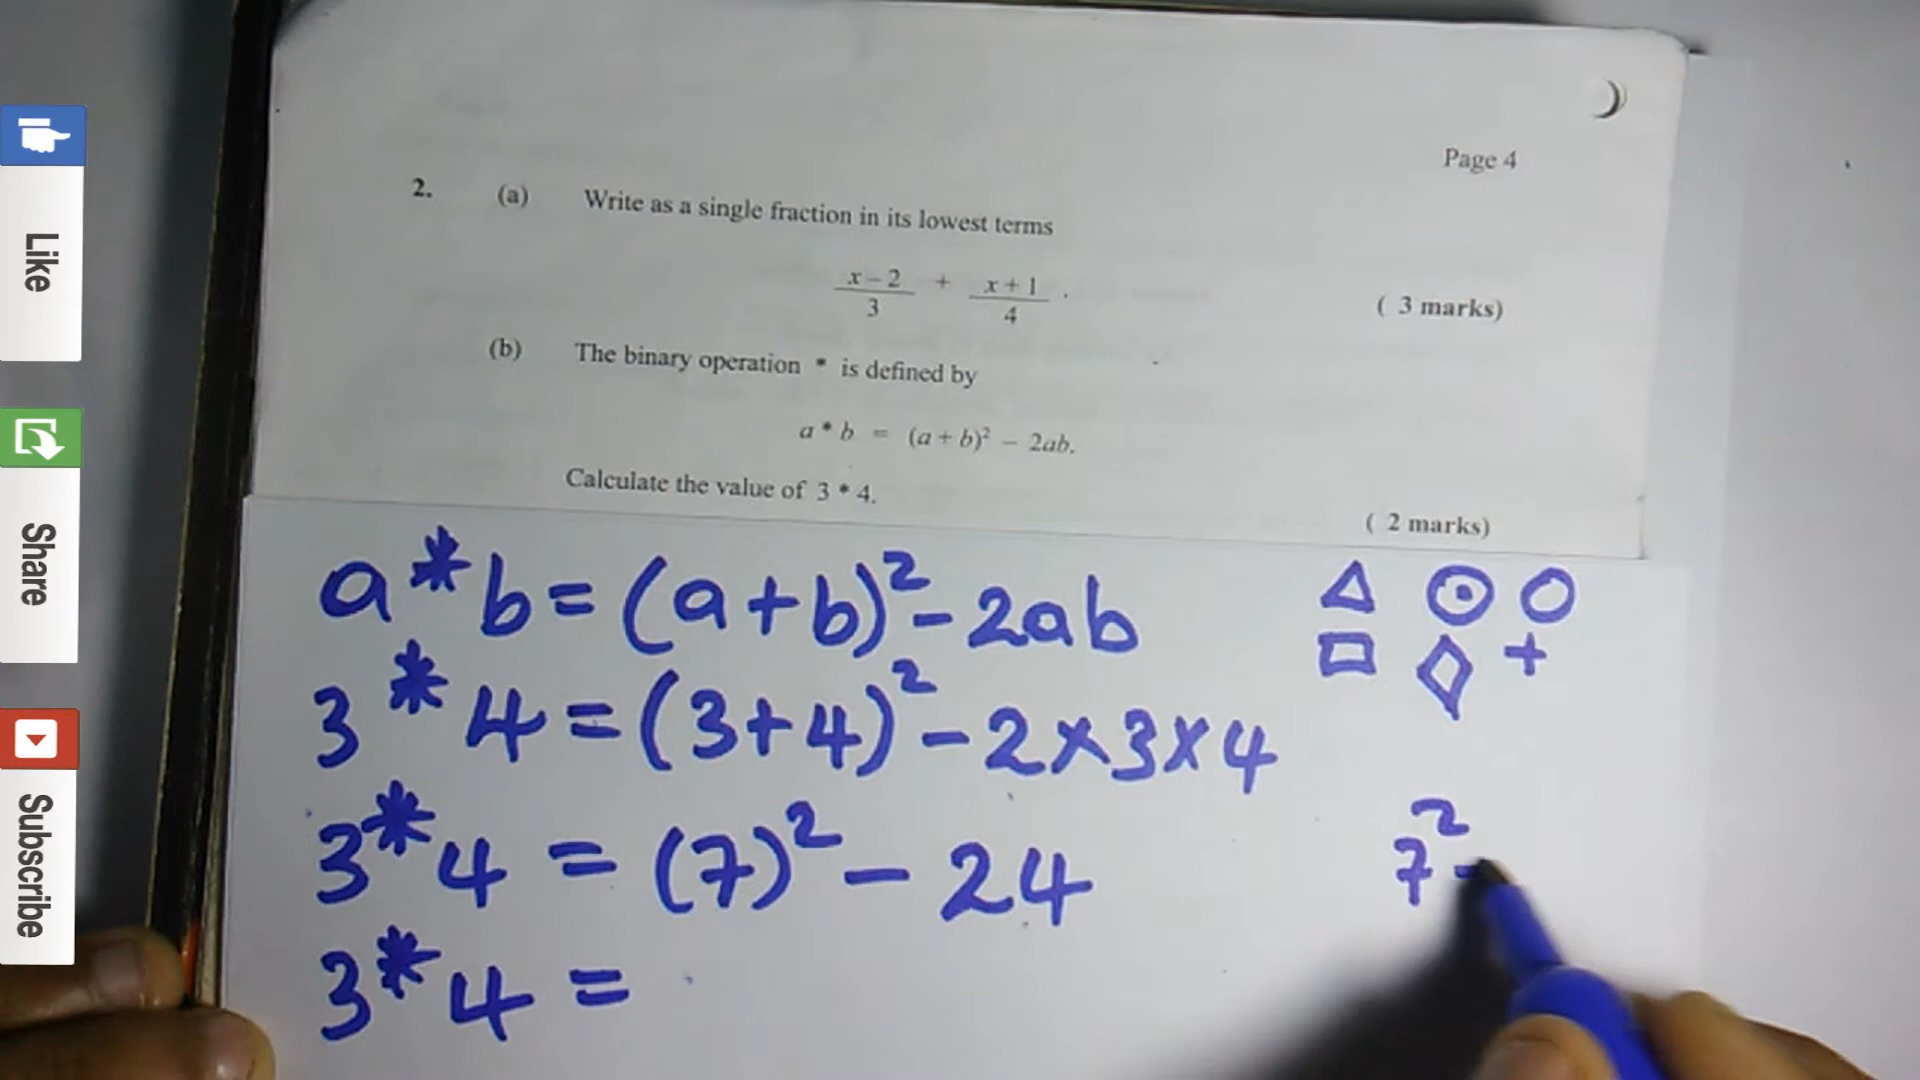 Page 4
2. (a) Write as a single fraction in its lowest terms
x – 2 / 3 + x + 1 / 4 .
( 3 marks)
(b) The binary operation * is defined by
a * b = (a + b)² – 2ab.
Calculate the value of 3 * 4.
( 2 marks)
a * b = (a + b)² - 2ab
3 * 4 = (3 + 4)² - 2 x 3 x 4
3 * 4 = (7)² - 24
7² -
3 * 4 =
Like
Share
Subscribe